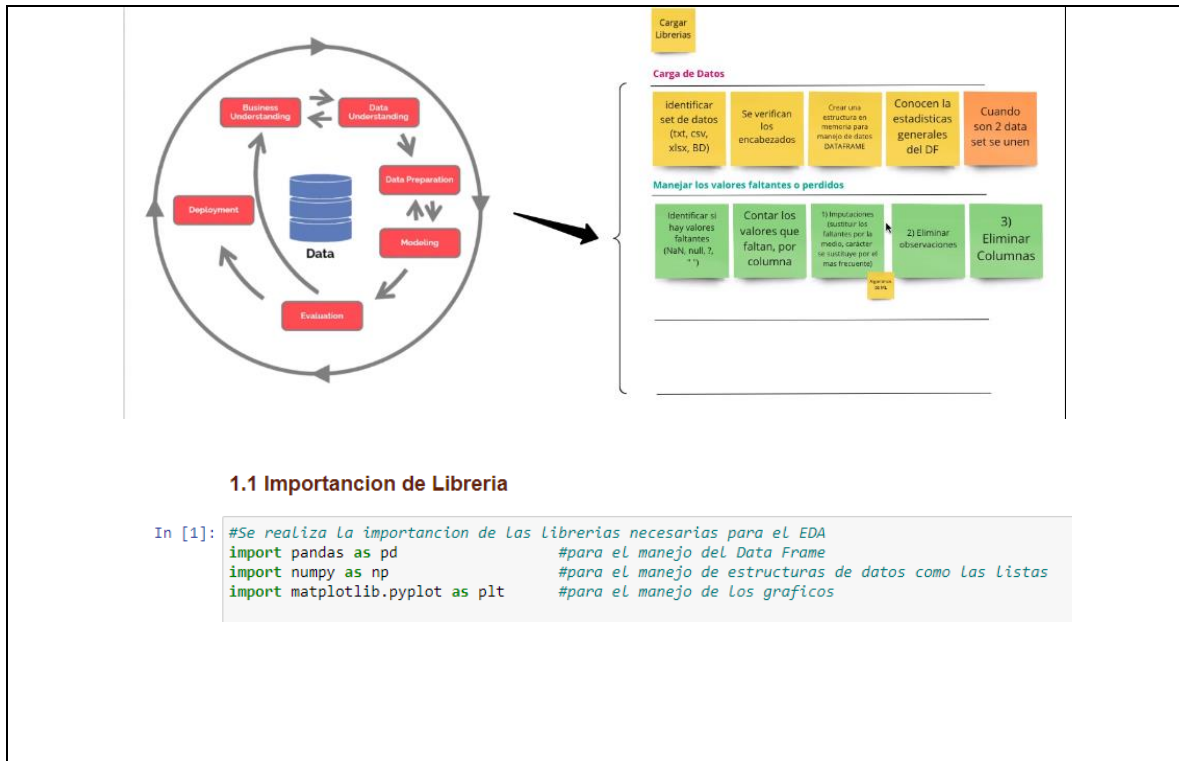 Business
Understanding
Data
Understanding
Data Preparation
Modeling
Evaluation
Deployment
Data
Cargar
Librerias
Carga de Datos
identificar
set de datos
(txt, csv,
xlsx, BD)
Se verifican
los
encabezados
Crear una
estructura en
memoria para
manejo de datos
DATAFRAME
Conocen la
estadisticas
generales
del DF
Cuando
son 2 data
set se unen
Manejar los valores faltantes o perdidos
Identificar si
hay valores
faltantes
(NaN, null, ?,
" ")
Contar los
valores que
faltan, por
columna
1) Imputaciones
(sustituir los
faltantes por la
medio, carácter
se sustituye por el
mas frecuente)
2) Eliminar
observaciones
3)
Eliminar
Columnas
1.1 Importancion de Libreria
In [1]: #Se realiza la importancion de las librerias necesarias para el EDA
import pandas as pd #para el manejo del Data Frame
import numpy as np #para el manejo de estructuras de datos como las listas
import matplotlib.pyplot as plt #para el manejo de los graficos